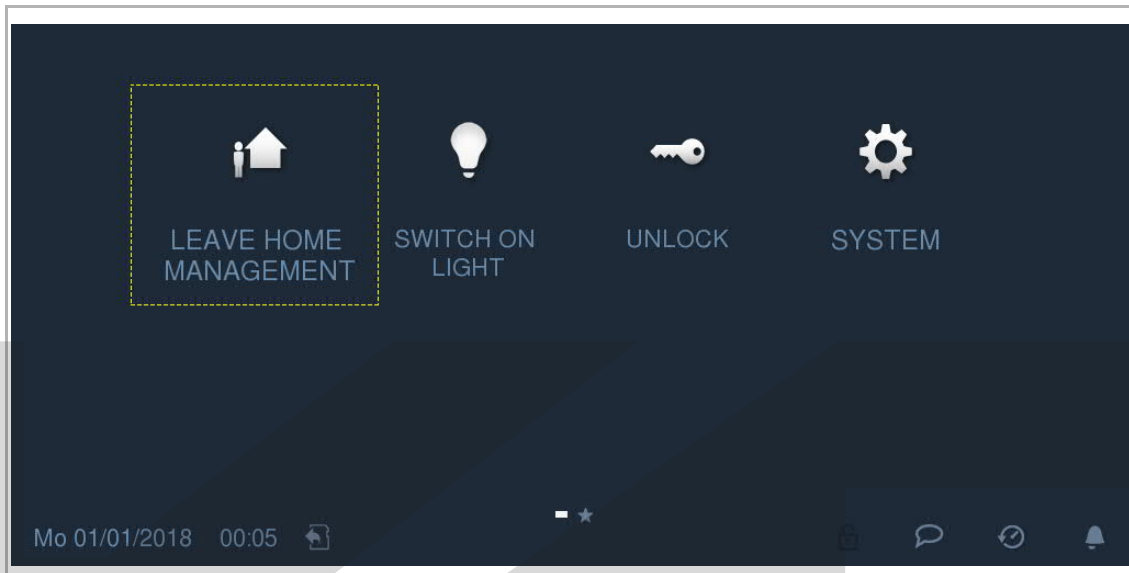 LEAVE HOME
MANAGEMENT
SWITCH ON
LIGHT
UNLOCK
SYSTEM
Mo 01/01/2018 00:05